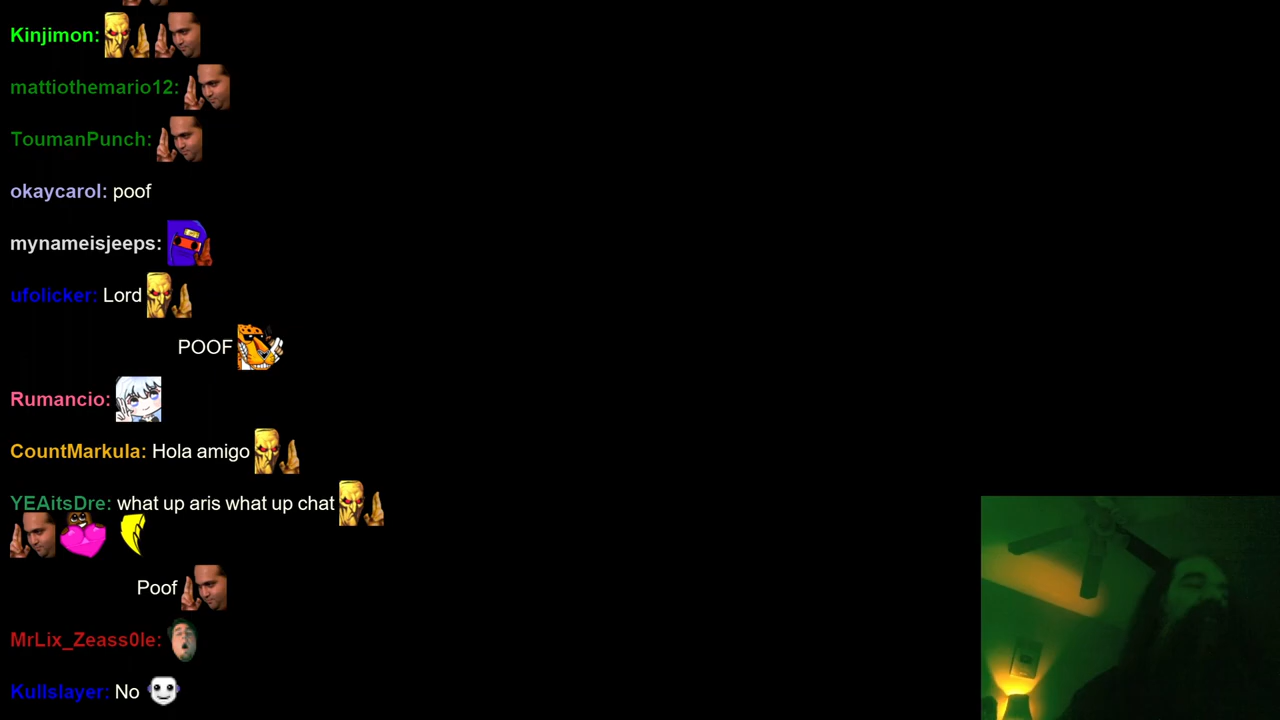 Kinjimon:
mattiothemario12:
ToumanPunch:
okaycarol: poof
mynameisjeeps:
ufolicker: Lord
POOF
Rumancio:
CountMarkula: Hola amigo
YEAitsDre: what up aris what up chat
Poof
MrLix_Zeass0le:
Kullslayer: No